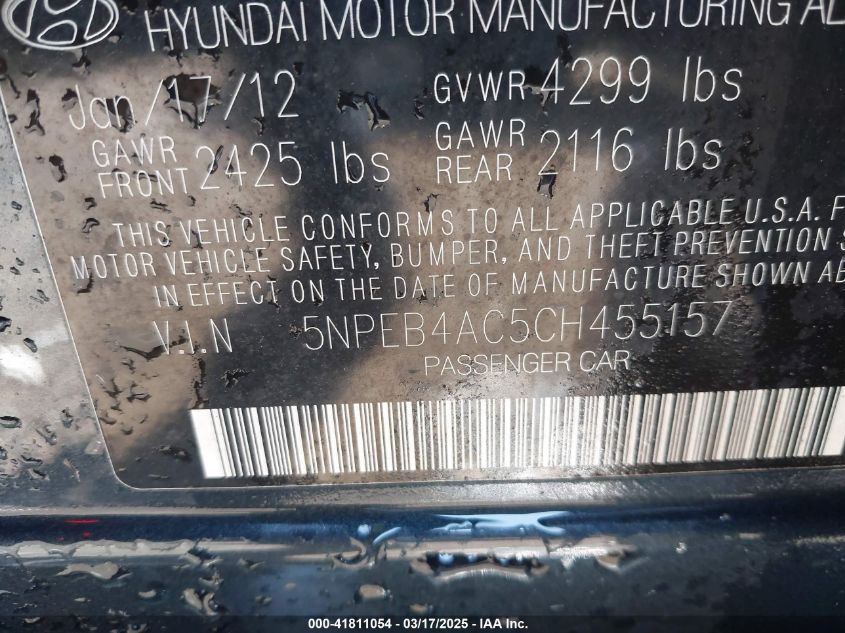 HYUNDAI MOTOR MANUFACTURING AL
Jan/17/12 GVWR 4299 lbs
GAWR FRONT 2425 lbs GAWR REAR 2116 lbs
THIS VEHICLE CONFORMS TO ALL APPLICABLE U.S.A. F
MOTOR VEHICLE SAFETY, BUMPER, AND THEFT PREVENTION S
IN EFFECT ON THE DATE OF MANUFACTURE SHOWN AB
V.I.N 5NPEB4AC5CH455157
PASSENGER CAR
000-41811054 - 03/17/2025 - IAA Inc.